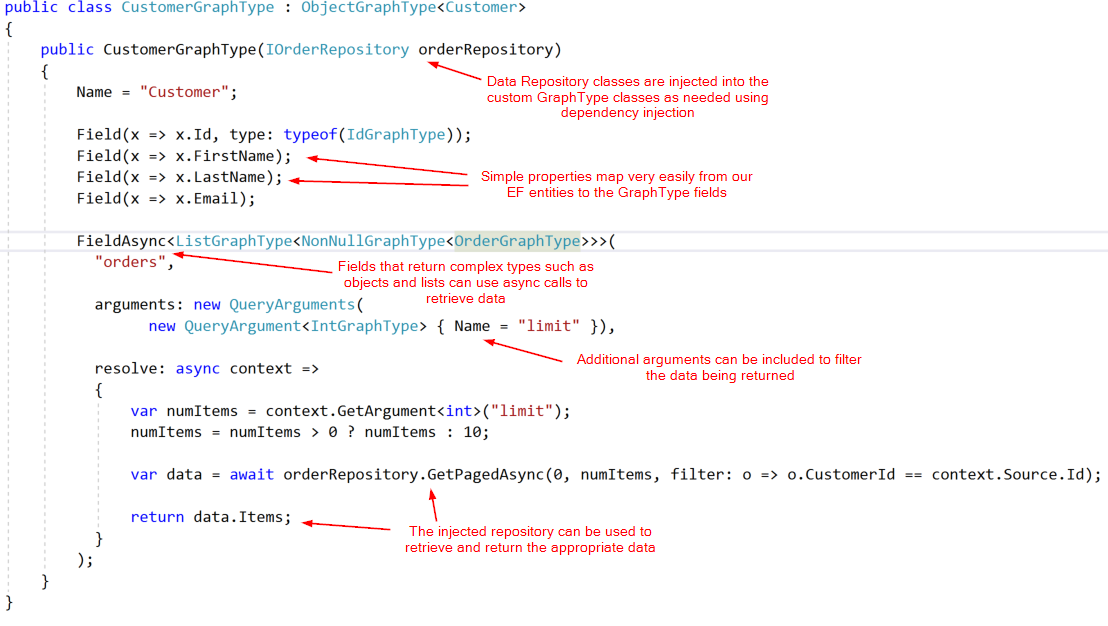 public class CustomerGraphType : ObjectGraphType<Customer>
{
public CustomerGraphType(IOrderRepository orderRepository)
{
Data Repository classes are injected into the
custom GraphType classes as needed using
dependency injection
Name = "Customer";
Field(x => x.Id, type: typeof(IdGraphType));
Field(x => x.FirstName);
Field(x => x.LastName);
Field(x => x.Email);
Simple properties map very easily from our
EF entities to the GraphType fields
FieldAsync<ListGraphType<NonNullGraphType<OrderGraphType>>>(
"orders",
Fields that return complex types such as
objects and lists can use async calls to
retrieve data
arguments: new QueryArguments(
new QueryArgument<IntGraphType> { Name = "limit" }),
Additional arguments can be included to filter
the data being returned
resolve: async context =>
{
var numItems = context.GetArgument<int>("limit");
numItems = numItems > 0 ? numItems : 10;
var data = await orderRepository.GetPagedAsync(0, numItems, filter: o => o.CustomerId == context.Source.Id);
return data.Items;
The injected repository can be used to
retrieve and return the appropriate data
}
);
}
}